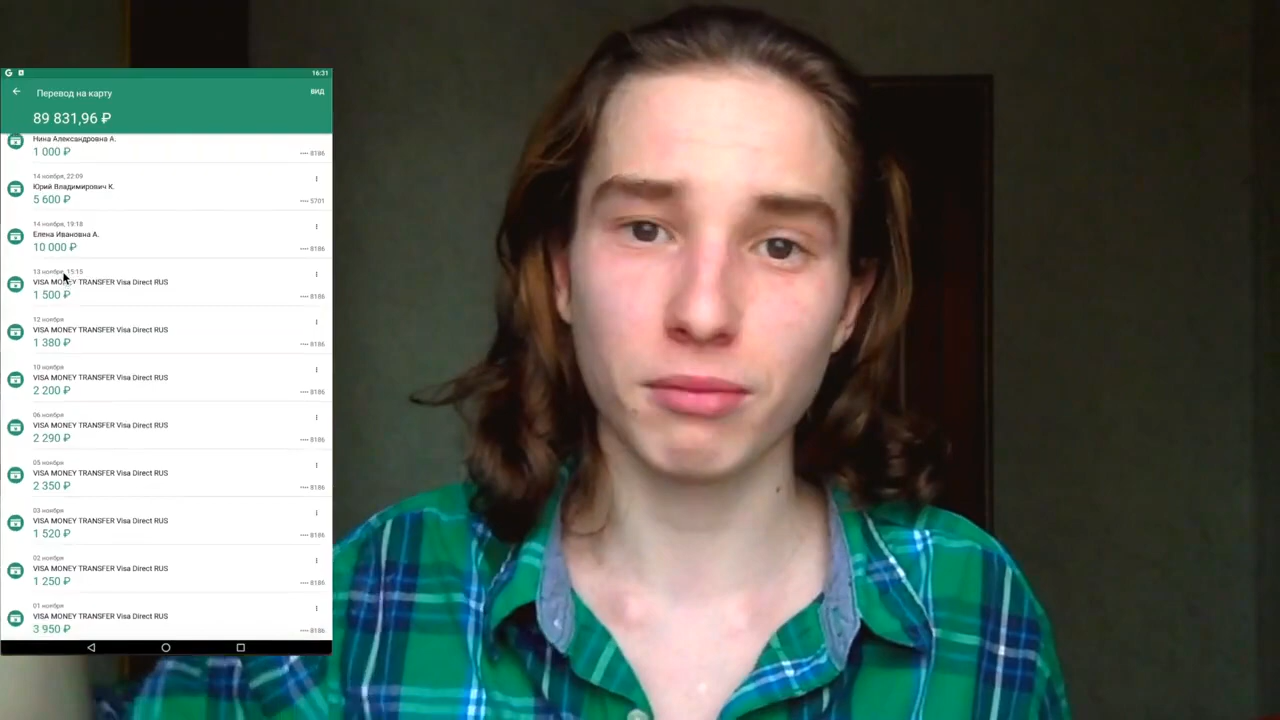 16:31
Перевод на карту
ВИД
89 831,96 ₽
Нина Александровна А.
1 000 ₽
•••• 8186
14 ноября, 22:09
Юрий Владимирович К.
5 600 ₽
•••• 5701
14 ноября, 19:18
Елена Ивановна А.
10 000 ₽
•••• 8186
13 ноября, 15:15
VISA MONEY TRANSFER Visa Direct RUS
1 500 ₽
•••• 8186
12 ноября
VISA MONEY TRANSFER Visa Direct RUS
1 380 ₽
•••• 8186
10 ноября
VISA MONEY TRANSFER Visa Direct RUS
2 200 ₽
•••• 8186
06 ноября
VISA MONEY TRANSFER Visa Direct RUS
2 290 ₽
•••• 8186
05 ноября
VISA MONEY TRANSFER Visa Direct RUS
2 350 ₽
•••• 8186
03 ноября
VISA MONEY TRANSFER Visa Direct RUS
1 520 ₽
•••• 8186
02 ноября
VISA MONEY TRANSFER Visa Direct RUS
1 250 ₽
•••• 8186
01 ноября
VISA MONEY TRANSFER Visa Direct RUS
3 950 ₽
•••• 8186